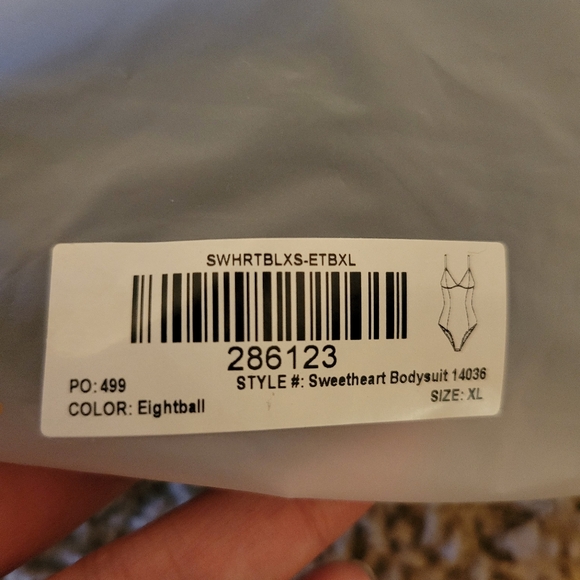 SWHRTBLXS-ETBXL
286123
PO: 499
STYLE #: Sweetheart Bodysuit 14036
COLOR: Eightball
SIZE: XL